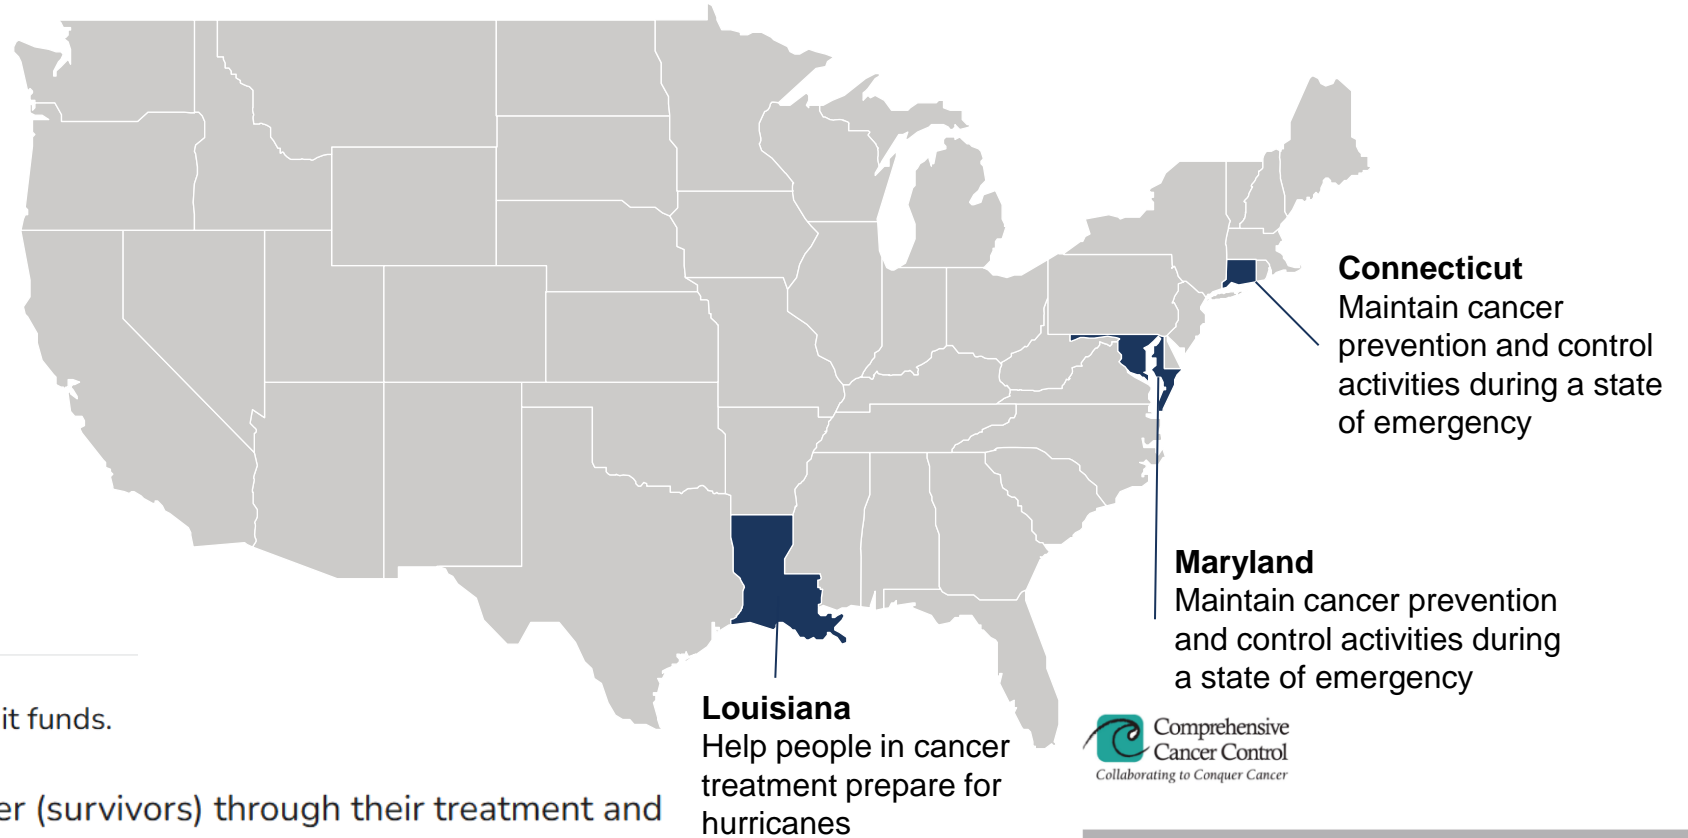 Connecticut
Maintain cancer
prevention and control
activities during a state
of emergency
Maryland
Maintain cancer prevention
and control activities during
a state of emergency
Louisiana
Help people in cancer
treatment prepare for
hurricanes
Comprehensive
Cancer Control
Collaborating to Conquer Cancer
it funds.
er (survivors) through their treatment and